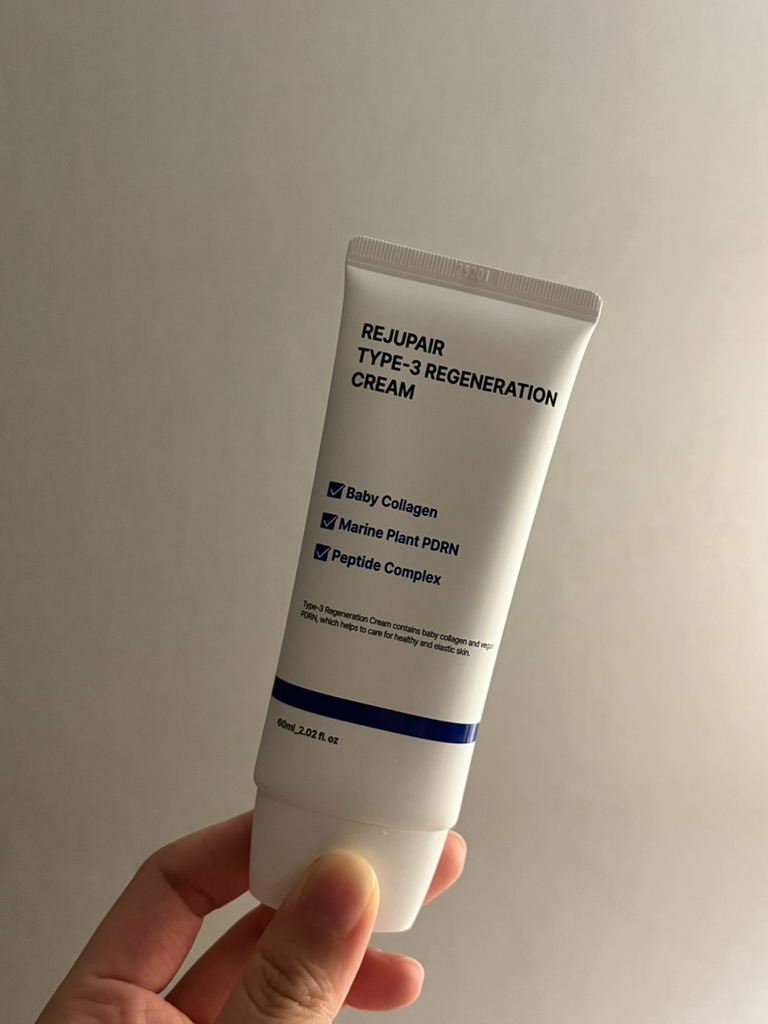 25001
REJUPAIR
TYPE-3 REGENERATION
CREAM
Baby Collagen
Marine Plant PDRN
Peptide Complex
Type-3 Regeneration Cream contains baby collagen and vegan
PDRN, which helps to care for healthy and elastic skin.
60ml_2.02 fl. oz